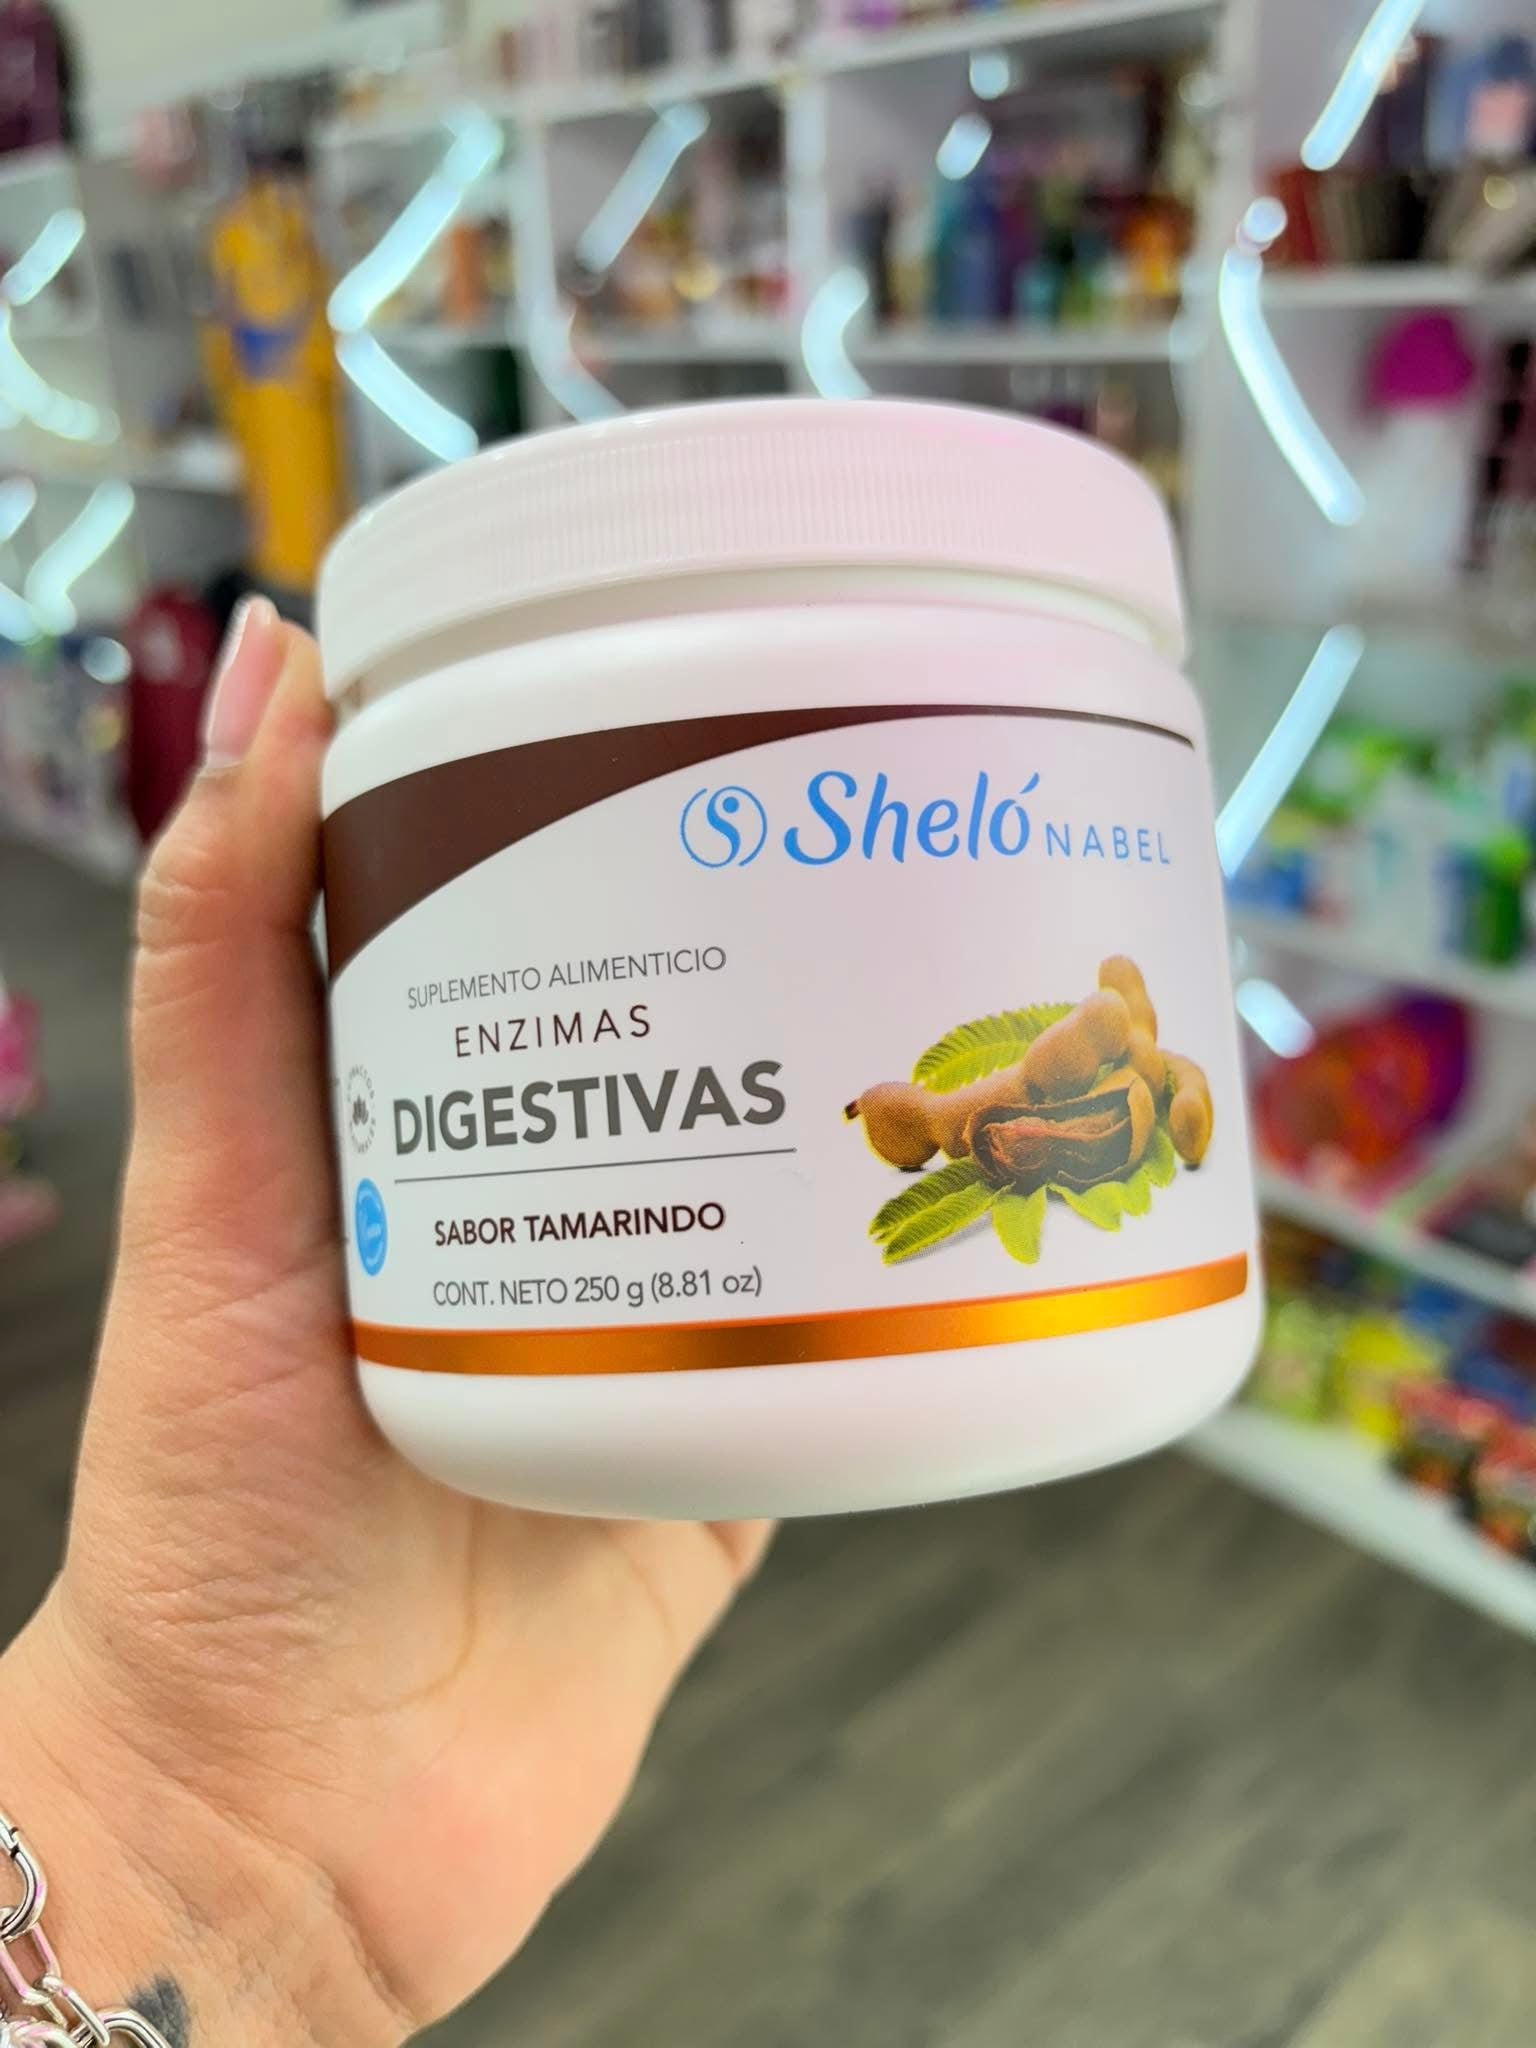 Sheló NABEL
SUPLEMENTO ALIMENTICIO
ENZIMAS
DIGESTIVAS
SABOR TAMARINDO
CONT. NETO 250 g (8.81 oz)